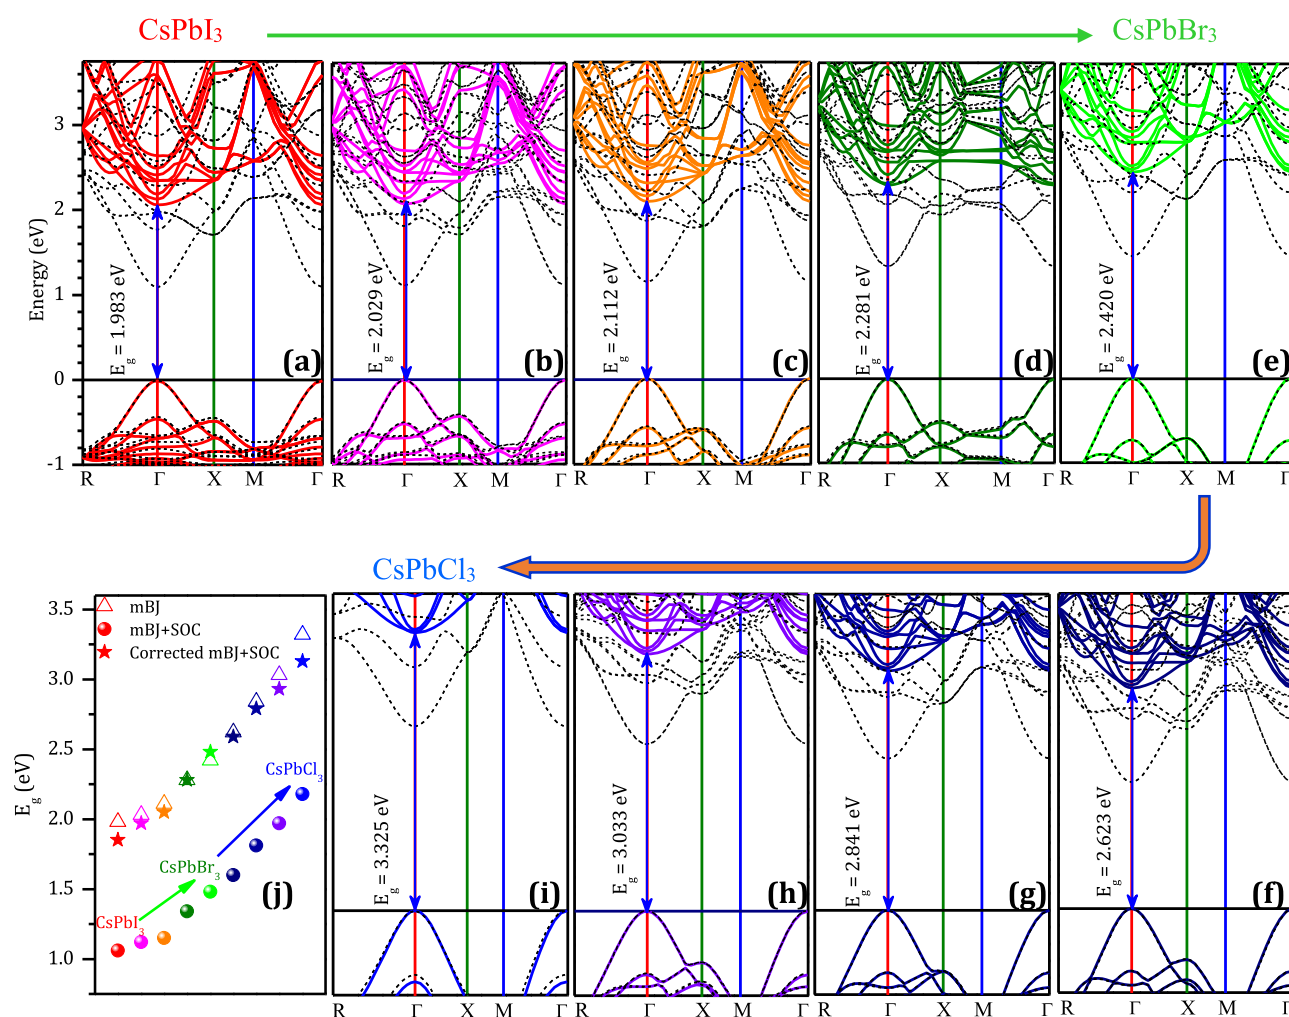 CsPbI3
CsPbBr3
Energy (eV)
3
2
1
0
-1
Eg = 1.983 eV
(a)
R Γ X M Γ
Eg = 2.029 eV
(b)
R Γ X M Γ
Eg = 2.112 eV
(c)
R Γ X M Γ
Eg = 2.281 eV
(d)
R Γ X M Γ
Eg = 2.420 eV
(e)
R Γ X M Γ
CsPbCl3
Eg (eV)
3.5
3.0
2.5
2.0
1.5
1.0
mBJ
mBJ+SOC
Corrected mBJ+SOC
CsPbCl3
CsPbBr3
CsPbI3
(j)
Eg = 3.325 eV
(i)
R Γ X M Γ
Eg = 3.033 eV
(h)
R Γ X M Γ
Eg = 2.841 eV
(g)
R Γ X M Γ
Eg = 2.623 eV
(f)
R Γ X M Γ